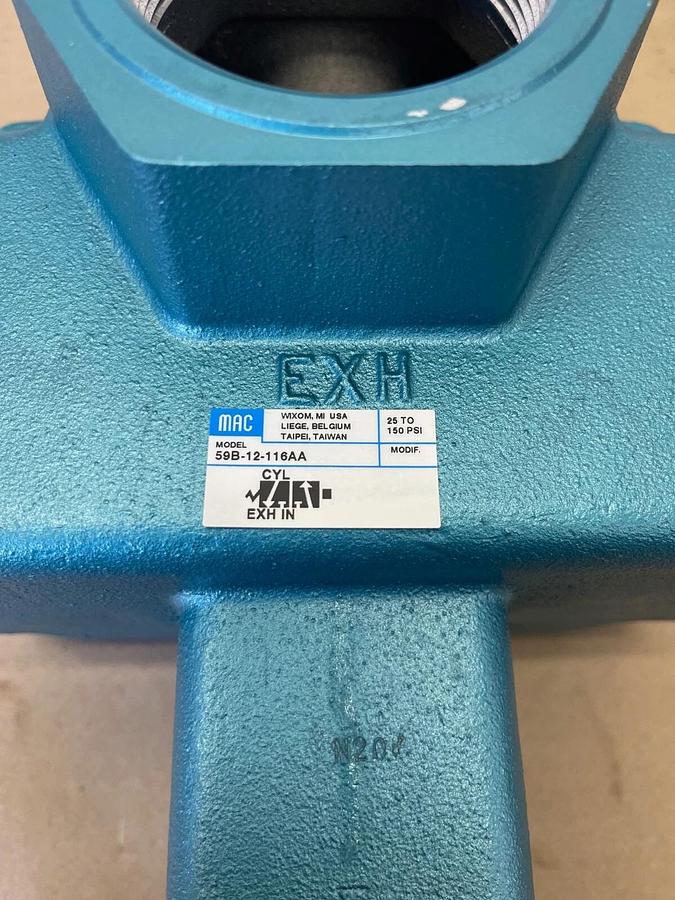 EXH
MAC
WIXOM, MI USA
LIEGE, BELGIUM
TAIPEI, TAIWAN
25 TO
150 PSI
MODEL
59B-12-116AA
MODIF.
CYL
EXH IN